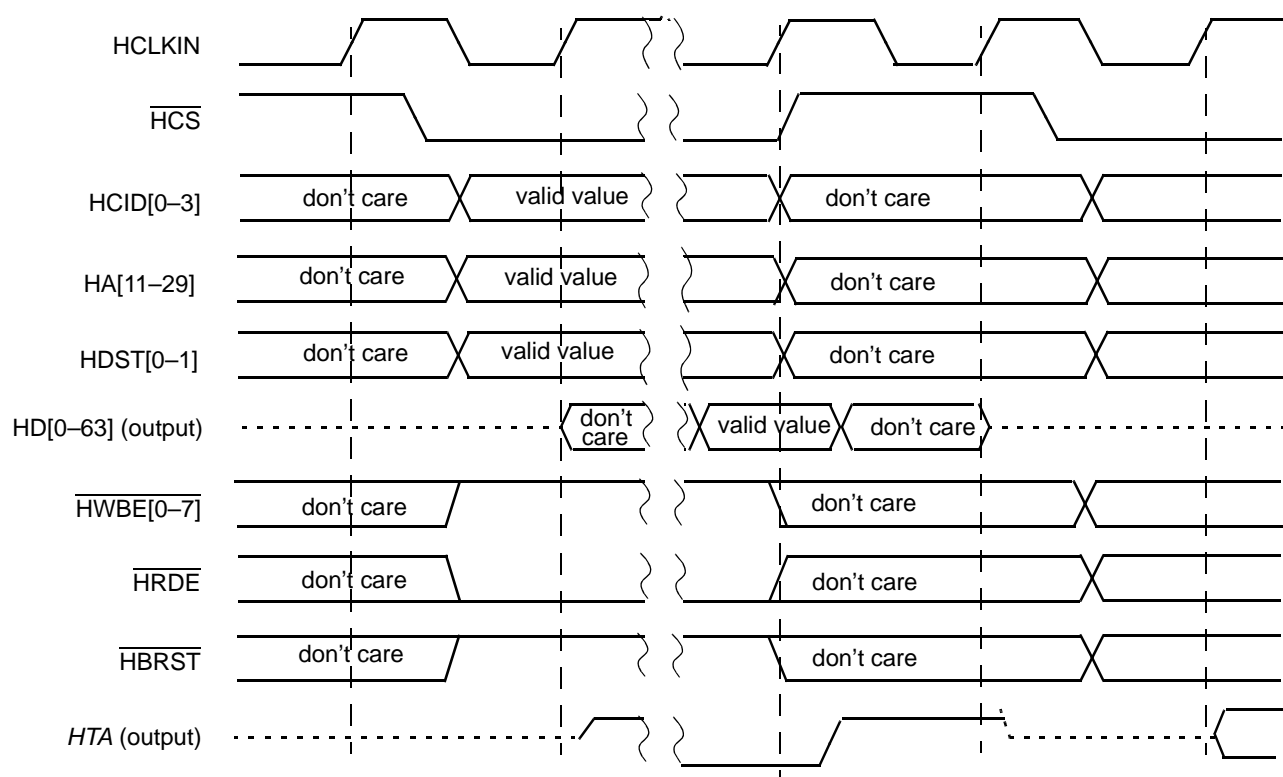 HCLKIN
HCS
HCID[0–3] don't care valid value don't care
HA[11–29] don't care valid value don't care
HDST[0–1] don't care valid value don't care
HD[0–63] (output) don't care valid value don't care
HWBE[0–7] don't care don't care
HRDE don't care don't care
HBRST don't care don't care
HTA (output)